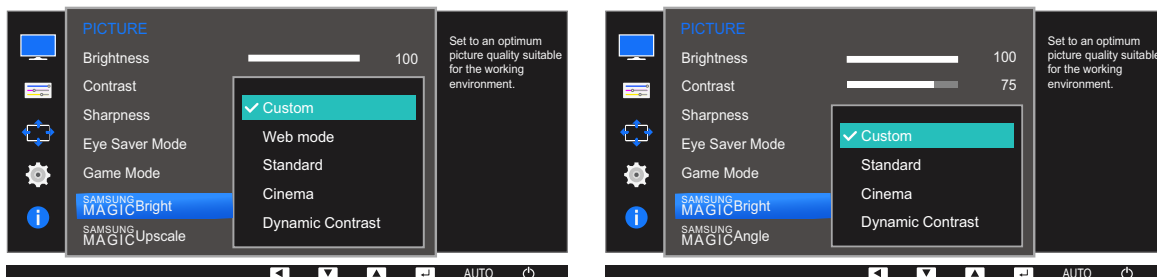 PICTURE
Brightness 100
Contrast
Sharpness
Eye Saver Mode
Game Mode
SAMSUNG
MAGICBright
SAMSUNG
MAGICUpscale
Custom
Web mode
Standard
Cinema
Dynamic Contrast
Set to an optimum
picture quality suitable
for the working
environment.
AUTO
PICTURE
Brightness 100
Contrast 75
Sharpness
Eye Saver Mode
Game Mode
SAMSUNG
MAGICBright
SAMSUNG
MAGICAngle
Custom
Standard
Cinema
Dynamic Contrast
Set to an optimum
picture quality suitable
for the working
environment.
AUTO